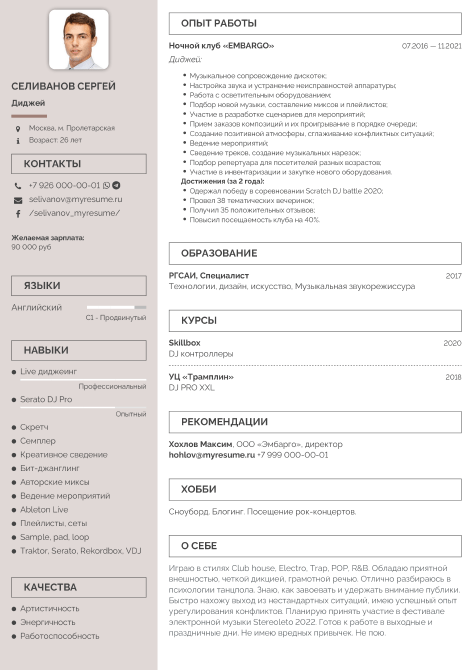 СЕЛИВАНОВ СЕРГЕЙ
Диджей
Москва, м. Пролетарская
Возраст: 26 лет
КОНТАКТЫ
+7 926 000-00-01
selivanov@myresume.ru
/selivanov_myresume/
Желаемая зарплата:
90 000 руб
ЯЗЫКИ
Английский
C1 - Продвинутый
НАВЫКИ
Live диджеинг
Профессиональный
Serato DJ Pro
Опытный
Скретч
Семплер
Креативное сведение
Бит-джанглинг
Авторские миксы
Ведение мероприятий
Ableton Live
Плейлисты, сеты
Sample, pad, loop
Traktor, Serato, Rekordbox, VDJ
КАЧЕСТВА
Артистичность
Энергичность
Работоспособность
ОПЫТ РАБОТЫ
Ночной клуб «EMBARGO» 07.2016 — 11.2021
Диджей:
Музыкальное сопровождение дискотек;
Настройка звука и устранение неисправностей аппаратуры;
Работа с осветительным оборудованием;
Подбор новой музыки, составление миксов и плейлистов;
Участие в разработке сценариев для мероприятий;
Прием заказов композиций и их проигрывание в порядке очереди;
Создание позитивной атмосферы, сглаживание конфликтных ситуаций;
Ведение мероприятий;
Сведение треков, создание музыкальных нарезок;
Подбор репертуара для посетителей разных возрастов;
Участие в инвентаризации и закупке нового оборудования.
Достижения (за 2 года):
Одержал победу в соревновании Scratch DJ battle 2020;
Провел 38 тематических вечеринок;
Получил 35 положительных отзывов;
Повысил посещаемость клуба на 40%.
ОБРАЗОВАНИЕ
РГСАИ, Специалист 2017
Технологии, дизайн, искусство, Музыкальная звукорежиссура
КУРСЫ
Skillbox 2020
DJ контроллеры
УЦ «Трамплин» 2018
DJ PRO XXL
РЕКОМЕНДАЦИИ
Хохлов Максим, ООО «Эмбарго», директор
hohlov@myresume.ru +7 999 000-00-01
ХОББИ
Сноуборд. Блогинг. Посещение рок-концертов.
О СЕБЕ
Играю в стилях Club house, Electro, Trap, POP, R&B. Обладаю приятной
внешностью, четкой дикцией, грамотной речью. Отлично разбираюсь в
психологии танцпола. Знаю, как завоевать и удержать внимание публики.
Быстро нахожу выход из нестандартных ситуаций, имею успешный опыт
урегулирования конфликтов. Планирую принять участие в фестивале
электронной музыки Stereoleto 2022. Готов к работе в выходные и
праздничные дни. Не имею вредных привычек. Не пою.